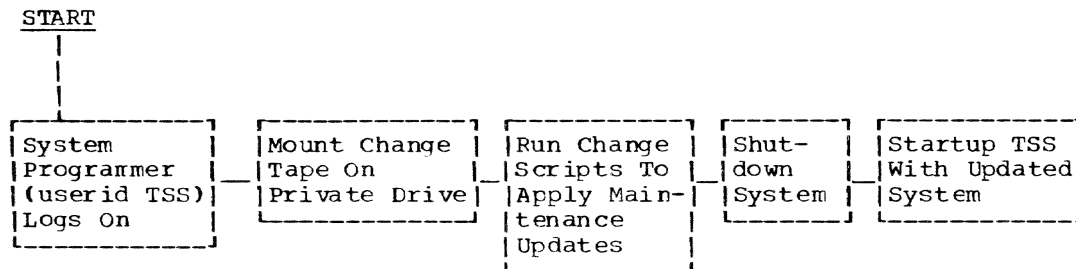 START
System
Programmer
(userid TSS)
Logs On
Mount Change
Tape On
Private Drive
Run Change
Scripts To
Apply Main-
tenance
Updates
Shut-
down
System
Startup TSS
With Updated
System